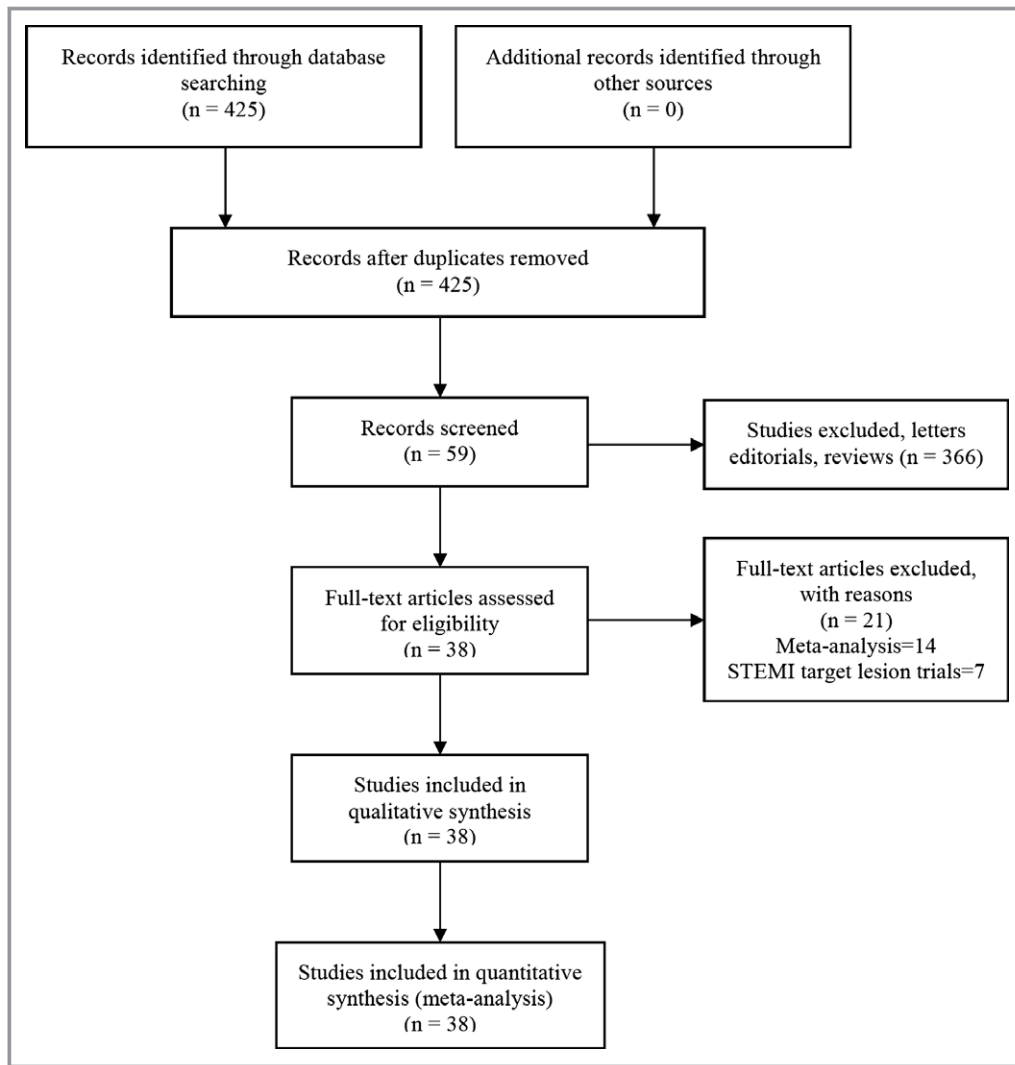 Records identified through database
searching
(n = 425)
Additional records identified through
other sources
(n = 0)
Records after duplicates removed
(n = 425)
Records screened
(n = 59)
Studies excluded, letters
editorials, reviews (n = 366)
Full-text articles assessed
for eligibility
(n = 38)
Full-text articles excluded,
with reasons
(n = 21)
Meta-analysis=14
STEMI target lesion trials=7
Studies included in
qualitative synthesis
(n = 38)
Studies included in quantitative
synthesis (meta-analysis)
(n = 38)